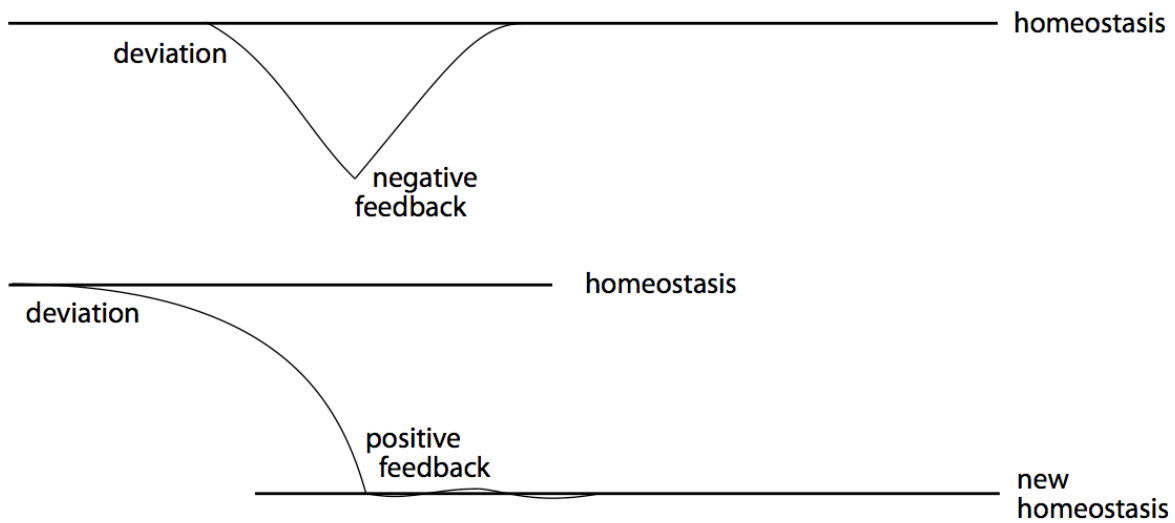 homeostasis
deviation
negative
feedback
homeostasis
deviation
positive
feedback
new
homeostasis